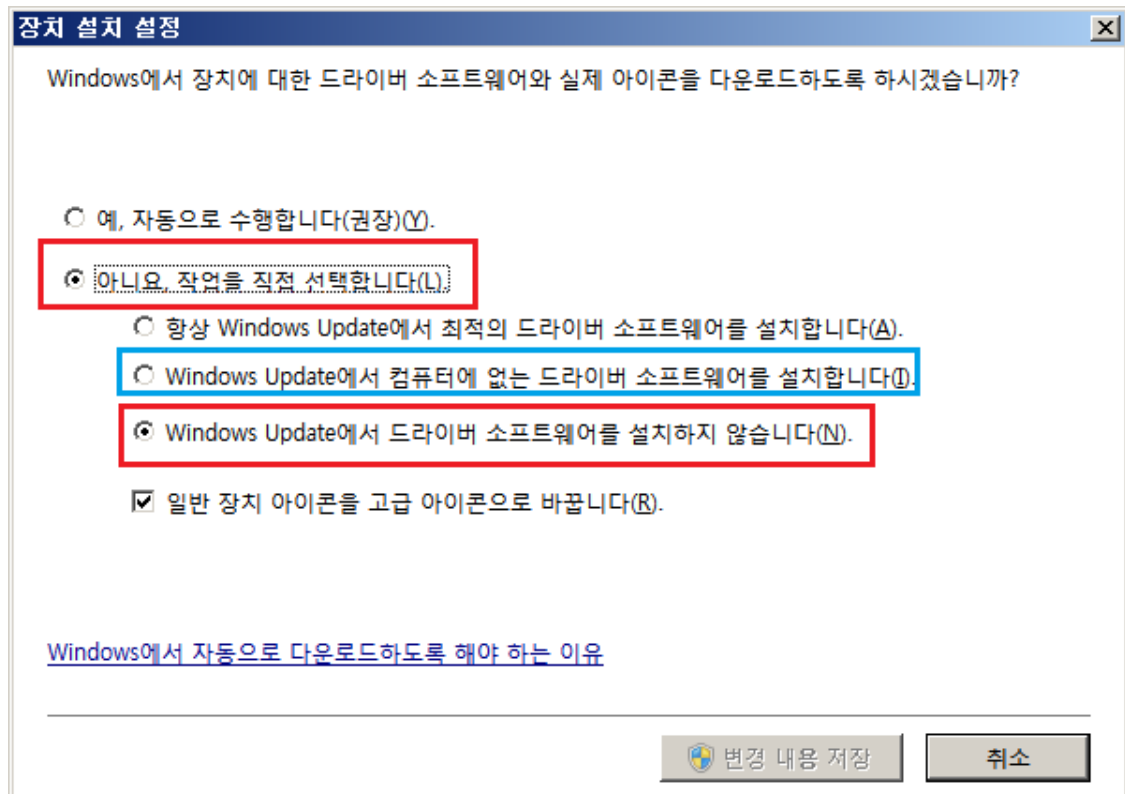 장치 설치 설정
Windows에서 장치에 대한 드라이버 소프트웨어와 실제 아이콘을 다운로드하도록 하시겠습니까?
예, 자동으로 수행합니다(권장)(Y).
아니요, 작업을 직접 선택합니다(L).
항상 Windows Update에서 최적의 드라이버 소프트웨어를 설치합니다(A).
Windows Update에서 컴퓨터에 없는 드라이버 소프트웨어를 설치합니다(I).
Windows Update에서 드라이버 소프트웨어를 설치하지 않습니다(N).
일반 장치 아이콘을 고급 아이콘으로 바꿉니다(R).
Windows에서 자동으로 다운로드하도록 해야 하는 이유
변경 내용 저장 취소